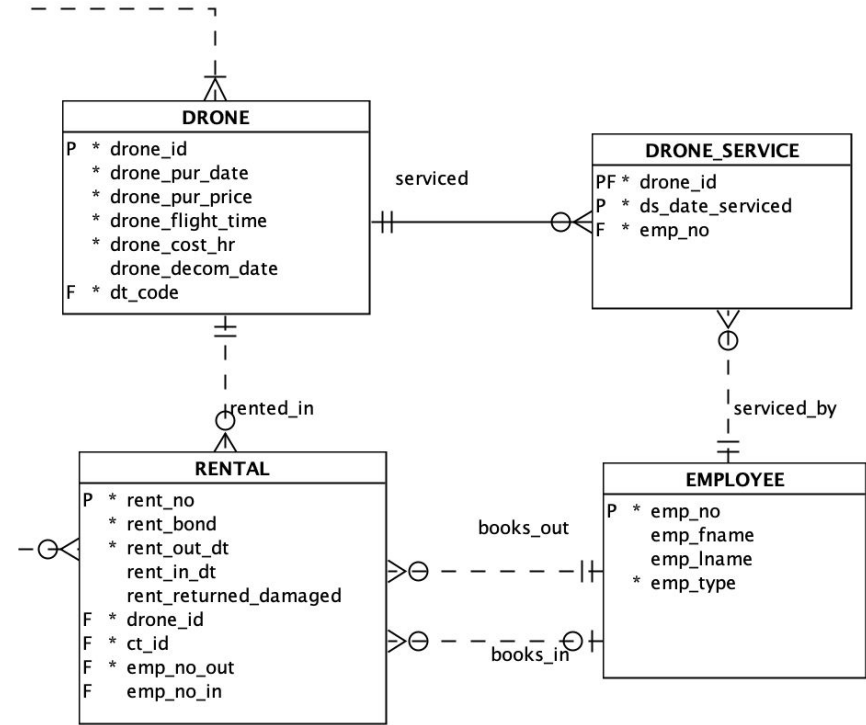 DRONE
P * drone_id
* drone_pur_date
* drone_pur_price
* drone_flight_time
* drone_cost_hr
drone_decom_date
F * dt_code
serviced
DRONE_SERVICE
PF * drone_id
P * ds_date_serviced
F * emp_no
rented_in
serviced_by
RENTAL
P * rent_no
* rent_bond
* rent_out_dt
rent_in_dt
rent_returned_damaged
F * drone_id
F * ct_id
F * emp_no_out
F emp_no_in
books_out
books_in
EMPLOYEE
P * emp_no
emp_fname
emp_lname
* emp_type